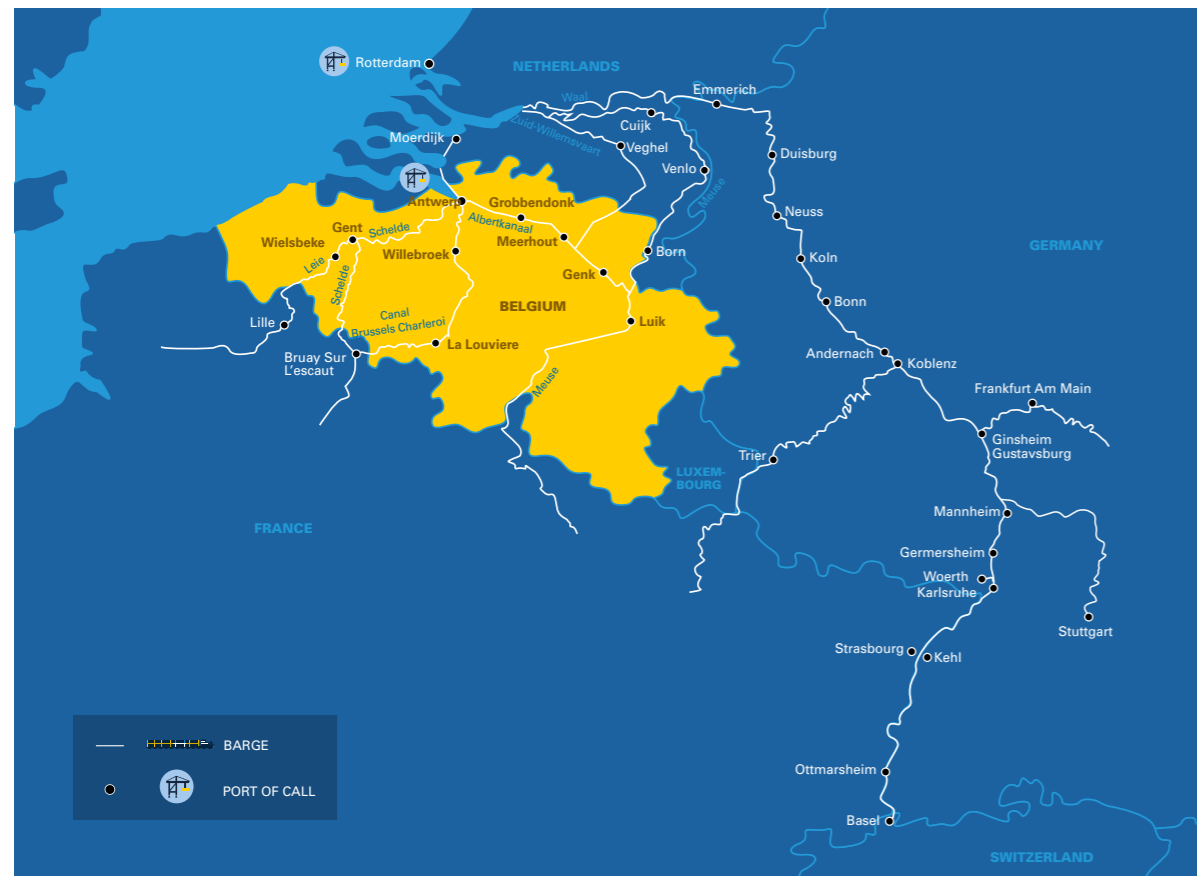 Rotterdam
NETHERLANDS
Emmerich
Waal
Cuijk
Zuid-Willemsvaart
Moerdijk
Veghel
Duisburg
Venlo
Meuse
Antwerp
Grobbendonk
Albertkanaal
Neuss
Gent
Schelde
Meerhout
Wielsbeke
Willebroek
Born
GERMANY
Leie
Koln
Schelde
Genk
BELGIUM
Bonn
Canal
Brussels Charleroi
Lille
Luik
La Louviere
Bruay Sur
L'escaut
Andernach
Koblenz
Meuse
Frankfurt Am Main
Ginsheim
Gustavsburg
Trier
LUXEM-
BOURG
Mannheim
FRANCE
Germersheim
Woerth
Karlsruhe
Stuttgart
Strasbourg
Kehl
BARGE
Ottmarsheim
PORT OF CALL
Basel
SWITZERLAND